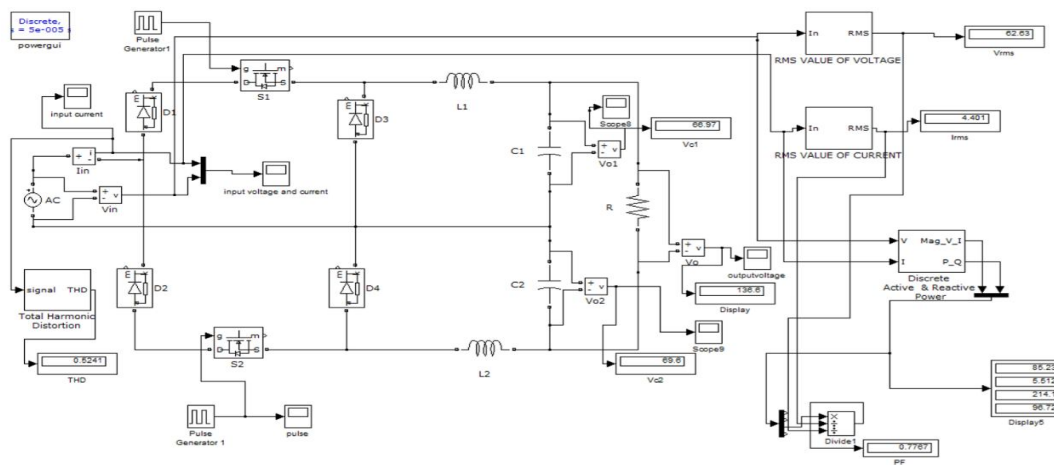 Discrete,
s = 5e-005 s
powergui
Pulse
Generator1
g
m
D
S
S1
In
RMS
RMS VALUE OF VOLTAGE
62.63
Vrms
input current
E
D1
E
D3
L1
Scope8
66.97
Vo1
Vc1
C1
In
RMS
RMS VALUE OF CURRENT
4.401
Irms
i
Iin
AC
v
Vin
input voltage and current
R
v
Vo
outputvoltage
136.6
Display
V
I
Mag_V_I
P_Q
Discrete
Active & Reactive
Power
signal
THD
Total Harmonic
Distortion
0.5241
THD
E
D2
E
D4
C2
v
Vo2
Scope9
69.6
Vc2
g
m
D
S
S2
L2
Pulse
Generator 1
pulse
85.23
5.512
214.1
96.72
Display5
Divide1
0.7767
PF